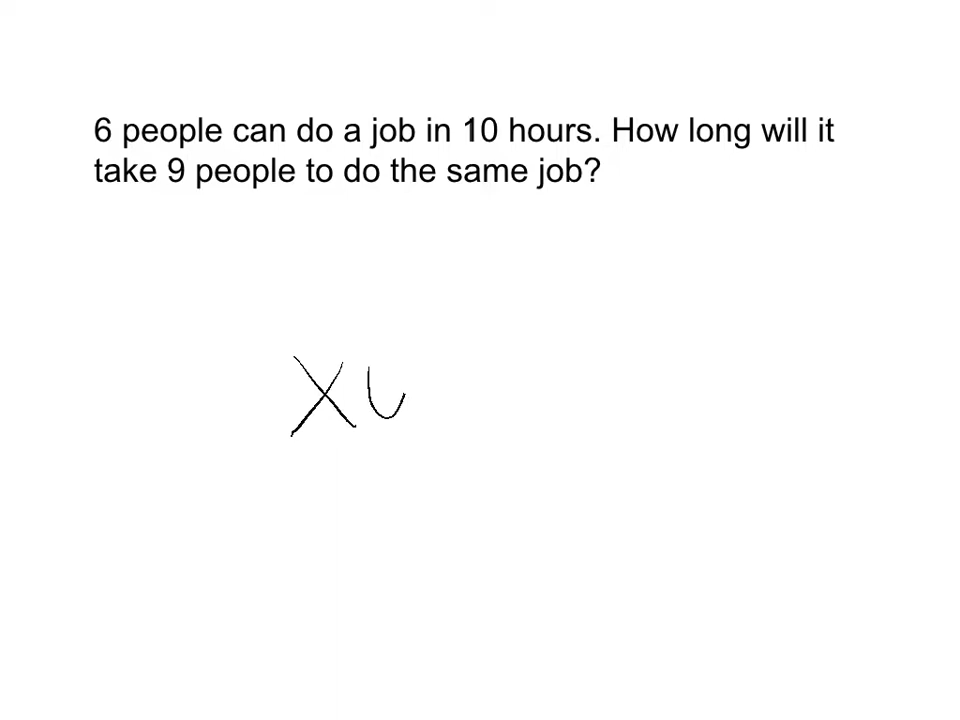 6 people can do a job in 10 hours. How long will it
take 9 people to do the same job?
X